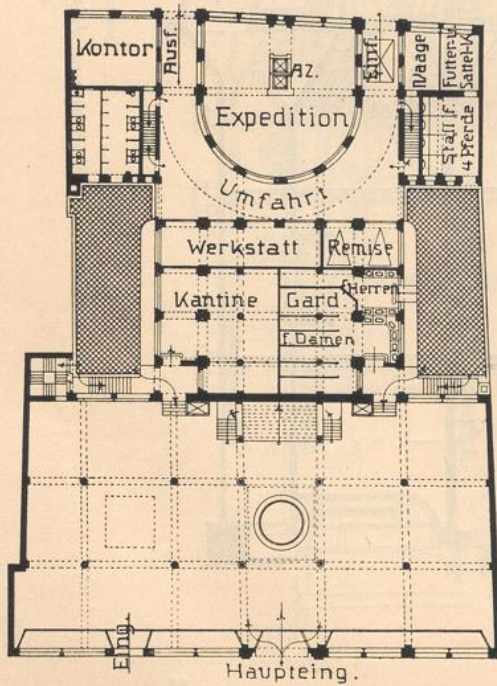 Kontor
Ausf.
AZ.
Einf.
Waage
Futter-u.
Sattel-K.
Expedition
Stall f.
4 Pferde
Umfahrt
Werkstatt
Remise
Kantine
Gard.
f. Herren
f. Damen
Eing.
Haupteing.